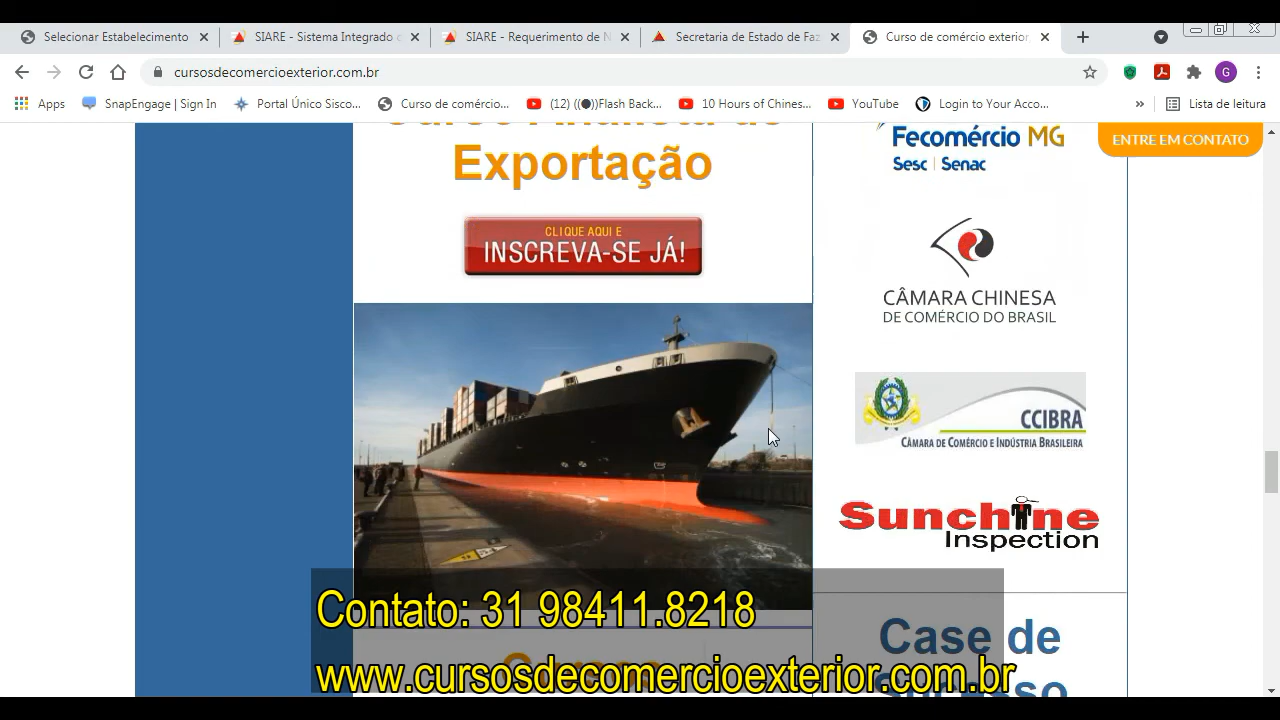 Selecionar Estabelecimento
SIARE - Sistema Integrado
SIARE - Requerimento de N
Secretaria de Estado de Faz
Curso de comércio exterior,
cursosdecomercioexterior.com.br
G
Apps
SnapEngage | Sign In
Portal Único Sisco...
Curso de comércio...
(12) ((⚫))Flash Back...
10 Hours of Chines...
YouTube
Login to Your Acco...
»
Lista de leitura
ENTRE EM CONTATO
Exportação
CLIQUE AQUI E
INSCREVA-SE JÁ!
Fecomércio MG
Sesc | Senac
CÂMARA CHINESA
DE COMÉRCIO DO BRASIL
CCIBRA
CÂMARA DE COMÉRCIO E INDÚSTRIA BRASILEIRA
Sunchine
Inspection
Case de
Sucesso
Contato: 31 98411.8218
www.cursosdecomercioexterior.com.br